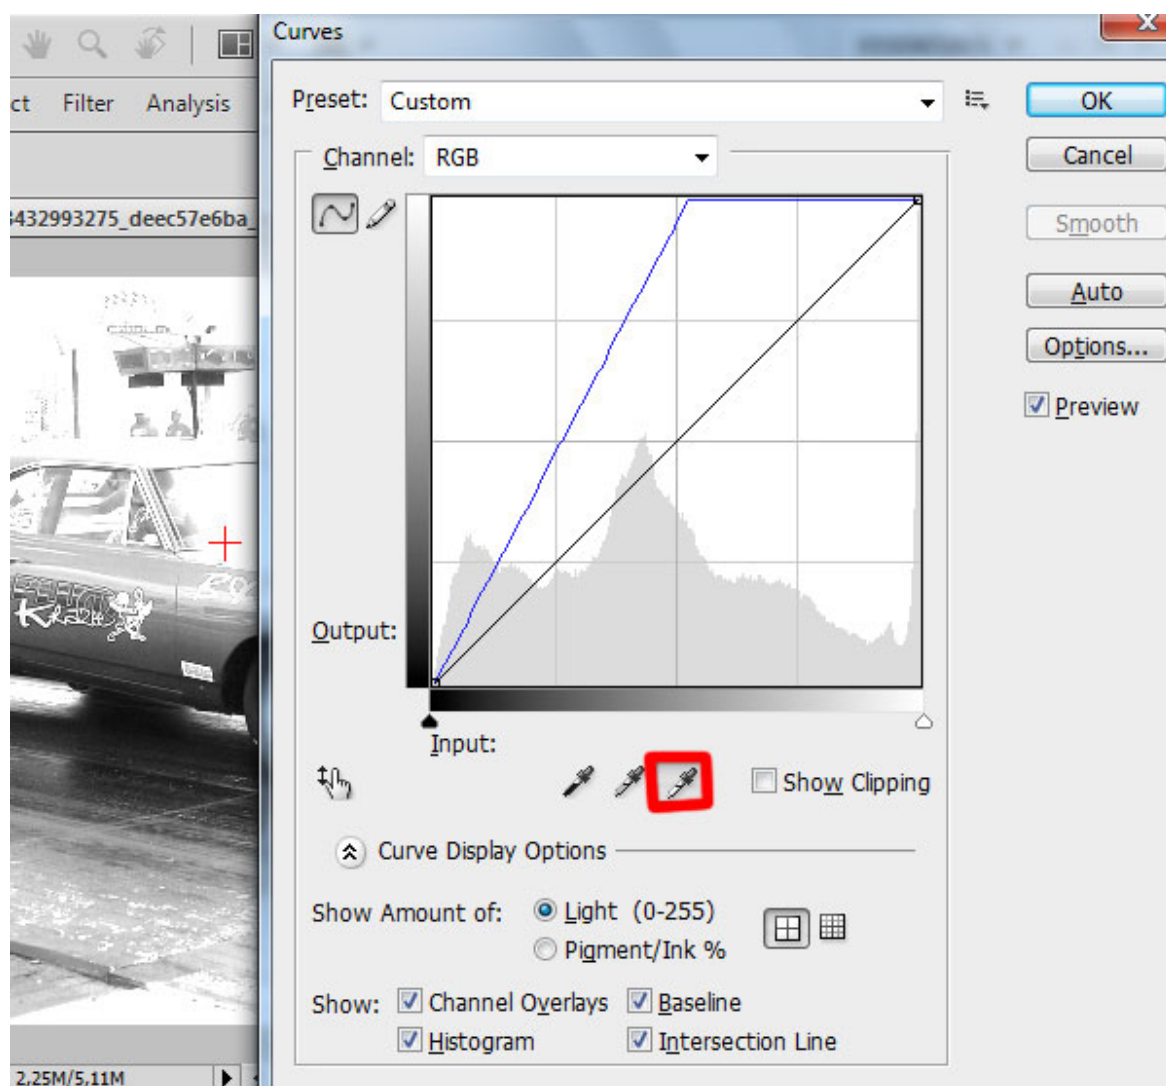 Curves
ct Filter Analysis
Preset: Custom
OK
Channel: RGB
Cancel
432993275_deec57e6ba_
Smooth
Auto
Options...
Preview
Output:
Input:
Show Clipping
Curve Display Options
Show Amount of: Light (0-255)
Pigment/Ink %
Show: Channel Overlays Baseline
Histogram Intersection Line
2,25M/5,11M